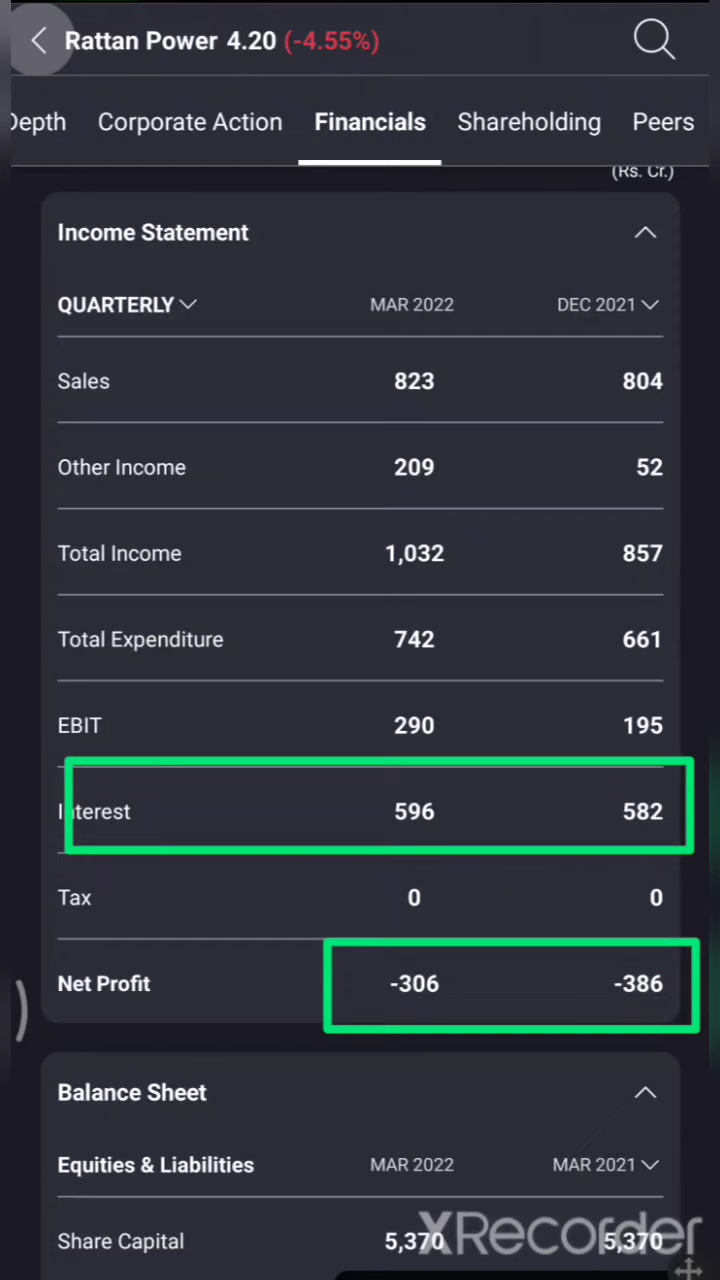 Rattan Power 4.20 (-4.55%)
Depth Corporate Action Financials Shareholding Peers
(Rs. Cr.)
Income Statement
QUARTERLY MAR 2022 DEC 2021
Sales 823 804
Other Income 209 52
Total Income 1,032 857
Total Expenditure 742 661
EBIT 290 195
Interest 596 582
Tax 0 0
Net Profit -306 -386
Balance Sheet
Equities & Liabilities MAR 2022 MAR 2021
Share Capital 5,370 5,370
XRecorder